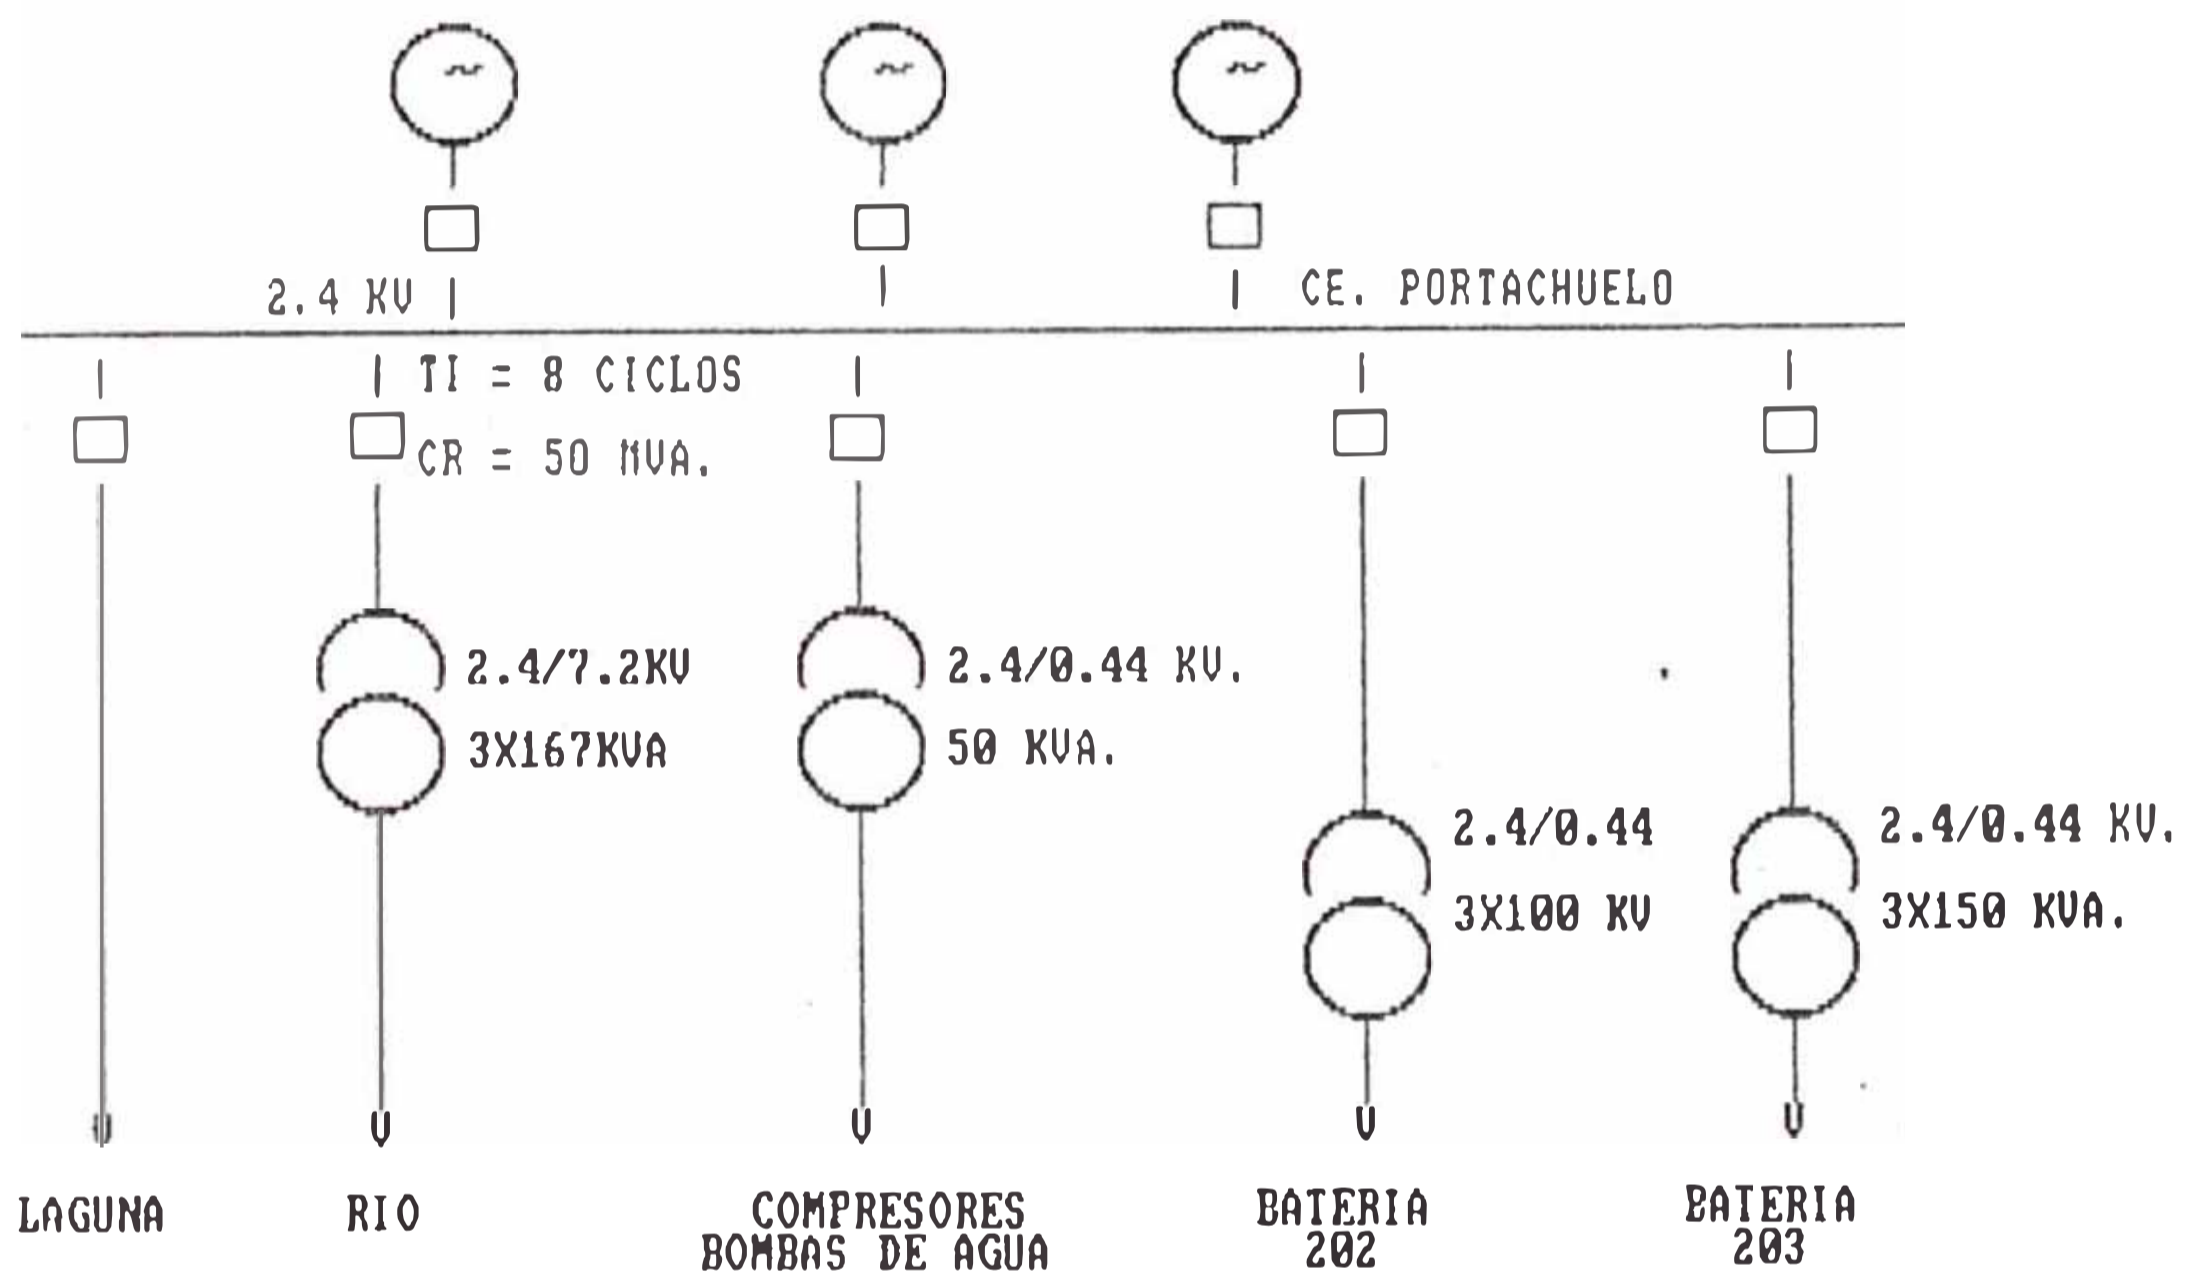 2.4 KV
CE. PORTACHUELO
TI = 8 CICLOS
CR = 50 MVA.
2.4/7.2KV
3X167KVA
2.4/0.44 KV.
50 KVA.
2.4/0.44
3X100 KV
2.4/0.44 KV.
3X150 KVA.
LAGUNA
RIO
COMPRESORES
BOMBAS DE AGUA
BATERIA
202
BATERIA
203